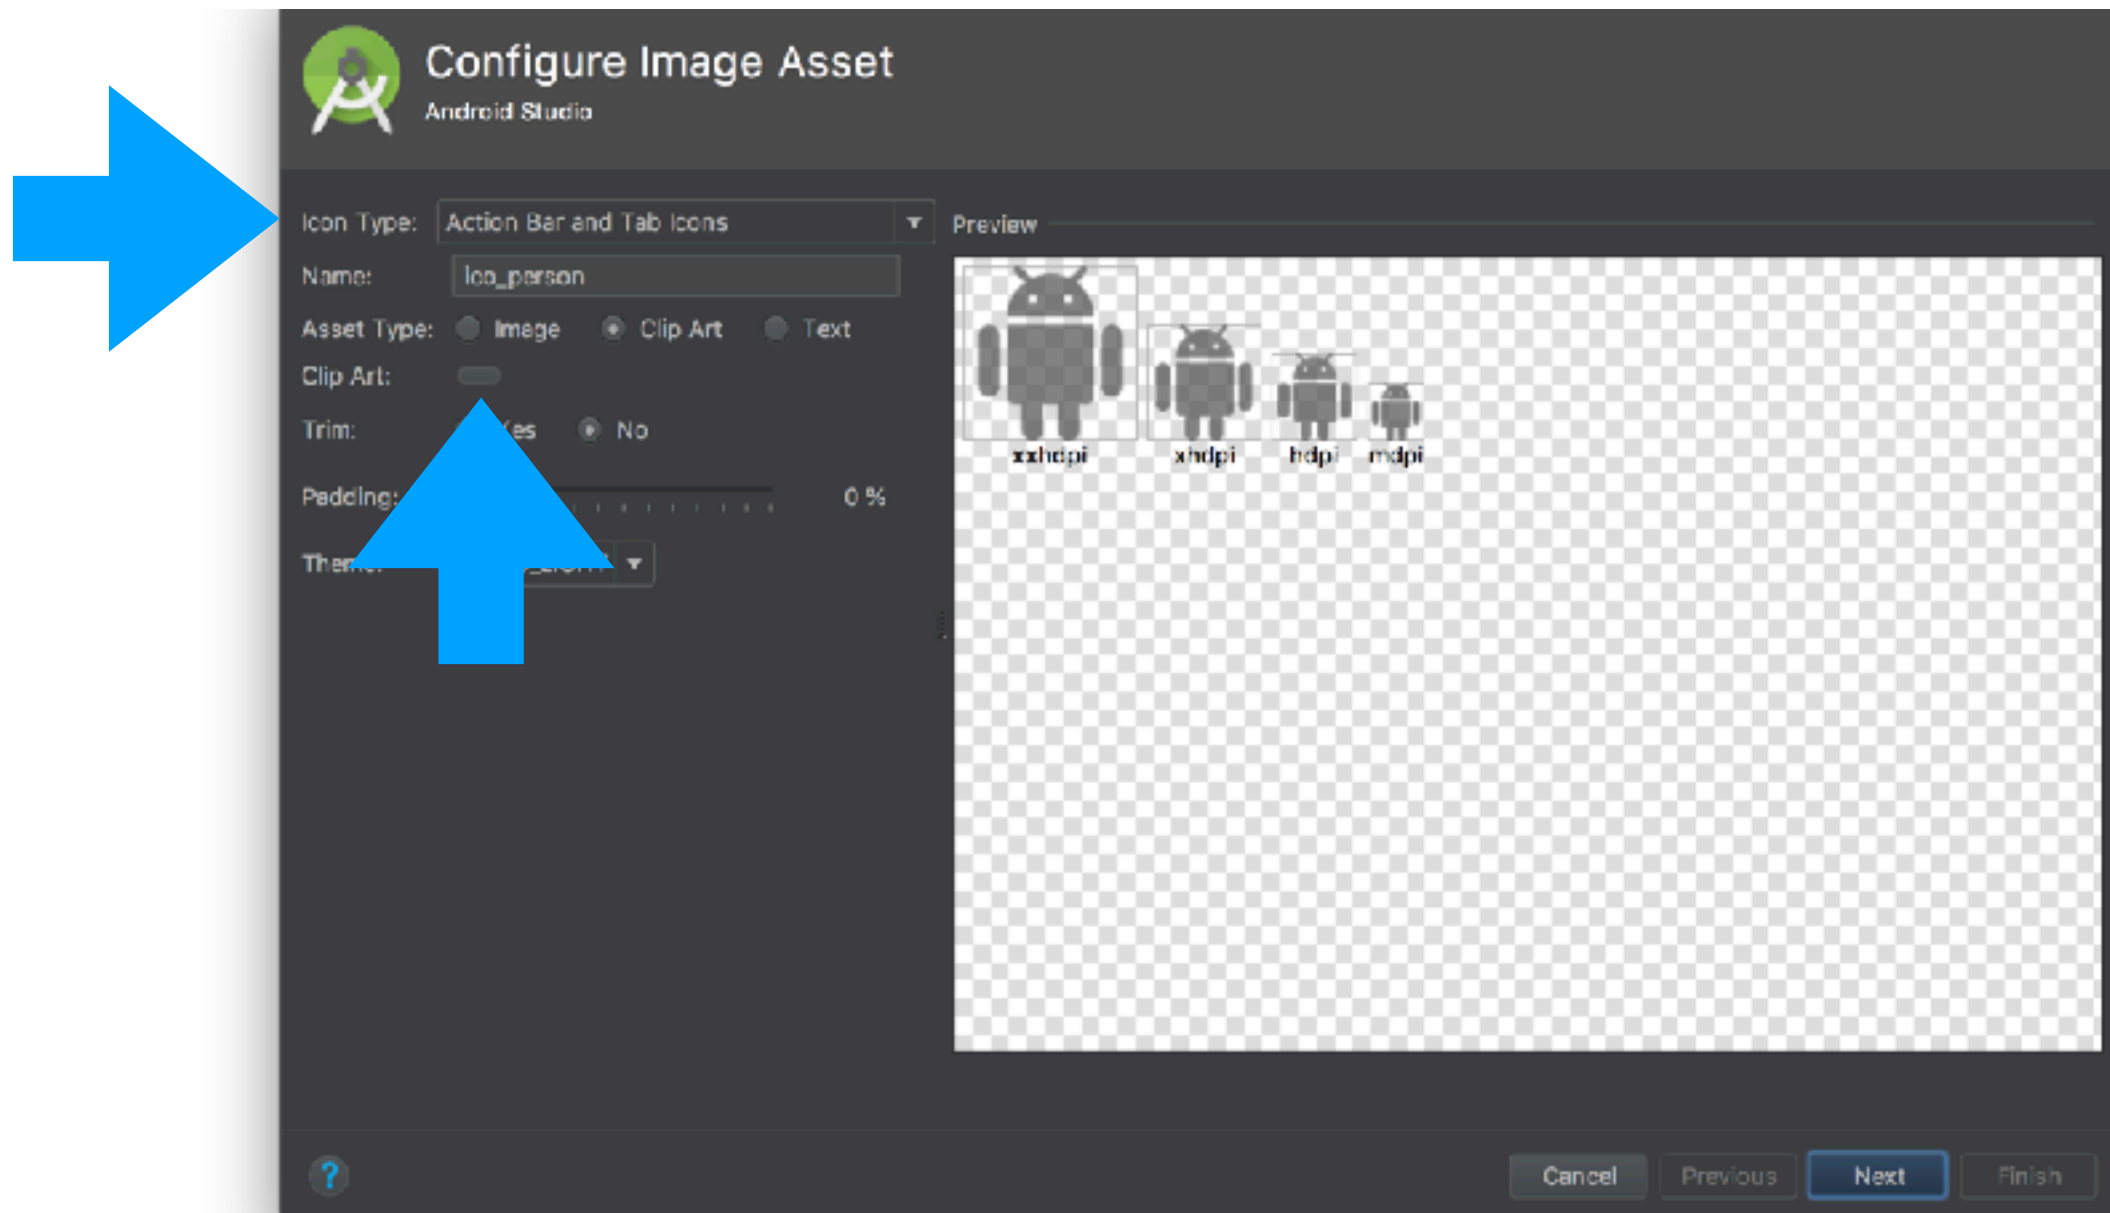 Configure Image Asset
Android Studio
Icon Type: Action Bar and Tab Icons
Preview
Name: ico_person
Asset Type: Image Clip Art Text
Clip Art:
Trim: No
xxhdpi xhdpi hdpi mdpi
Padding: 0 %
?
Cancel Previous Next Finish